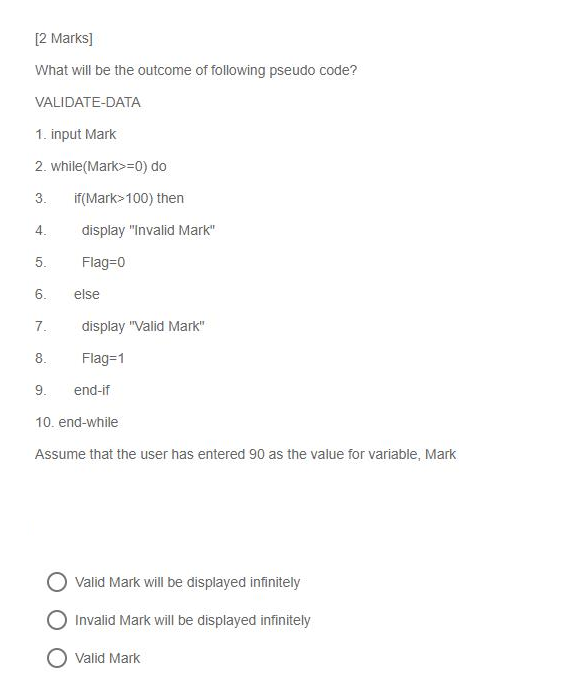 [2 Marks]
What will be the outcome of following pseudo code?
VALIDATE-DATA
1. input Mark
2. while(Mark>=0) do
3. if(Mark>100) then
4. display "Invalid Mark"
5. Flag=0
6. else
7. display "Valid Mark"
8. Flag=1
9. end-if
10. end-while
Assume that the user has entered 90 as the value for variable, Mark
Valid Mark will be displayed infinitely
Invalid Mark will be displayed infinitely
Valid Mark